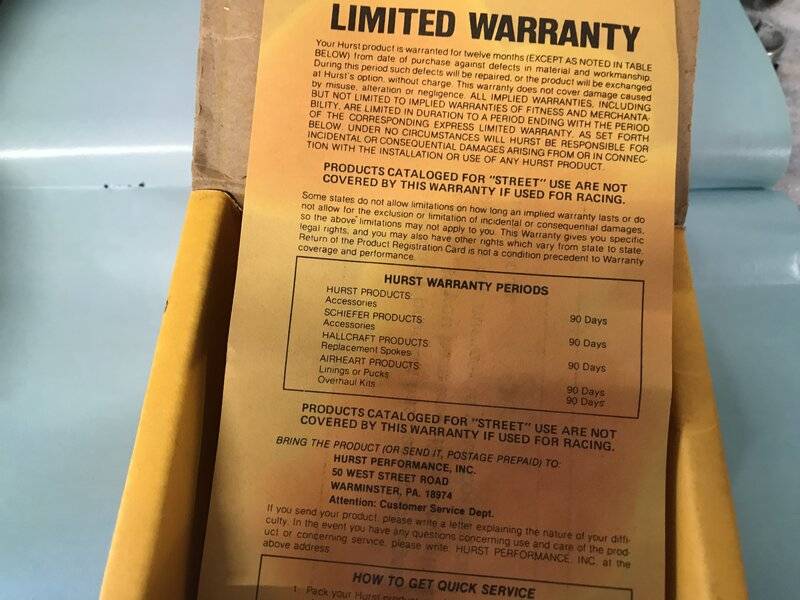 LIMITED WARRANTY
Your Hurst product is warranted for twelve months (EXCEPT AS NOTED IN TABLE
BELOW) from date of purchase against defects in material and workmanship.
During this period such defects will be repaired, or the product will be exchanged
at Hurst's option, without charge. This warranty does not cover damage caused
by misuse, alteration or negligence. ALL IMPLIED WARRANTIES, INCLUDING
BUT NOT LIMITED TO IMPLIED WARRANTIES OF FITNESS AND MERCHANTA-
BILITY, ARE LIMITED IN DURATION TO A PERIOD ENDING WITH THE PERIOD
OF THE CORRESPONDING EXPRESS LIMITED WARRANTY, AS SET FORTH
BELOW. UNDER NO CIRCUMSTANCES WILL HURST BE RESPONSIBLE FOR
INCIDENTAL OR CONSEQUENTIAL DAMAGES ARISING FROM OR IN CONNEC-
TION WITH THE INSTALLATION OR USE OF ANY HURST PRODUCT.
PRODUCTS CATALOGED FOR "STREET" USE ARE NOT
COVERED BY THIS WARRANTY IF USED FOR RACING.
Some states do not allow limitations on how long an implied warranty lasts or do
not allow for the exclusion or limitation of incidental or consequential damages,
so the above limitations may not apply to you. This Warranty gives you specific
legal rights, and you may also have other rights which vary from state to state.
Return of the Product Registration Card is not a condition precedent to Warranty
coverage and performance.
HURST WARRANTY PERIODS
HURST PRODUCTS:
Accessories 90 Days
SCHIEFER PRODUCTS:
Accessories 90 Days
HALLCRAFT PRODUCTS:
Replacement Spokes 90 Days
AIRHEART PRODUCTS:
Linings or Pucks 90 Days
Overhaul Kits 90 Days
PRODUCTS CATALOGED FOR "STREET" USE ARE NOT
COVERED BY THIS WARRANTY IF USED FOR RACING.
BRING THE PRODUCT (OR SEND IT, POSTAGE PREPAID) TO:
HURST PERFORMANCE, INC.
50 WEST STREET ROAD
WARMINSTER, PA. 18974
Attention: Customer Service Dept.
If you send your product, please write a letter explaining the nature of your diffi-
culty. In the event you have any questions concerning use and care of the prod-
uct or concerning service, please write: HURST PERFORMANCE, INC. at the
above address.
HOW TO GET QUICK SERVICE
1. Pack your Hurst